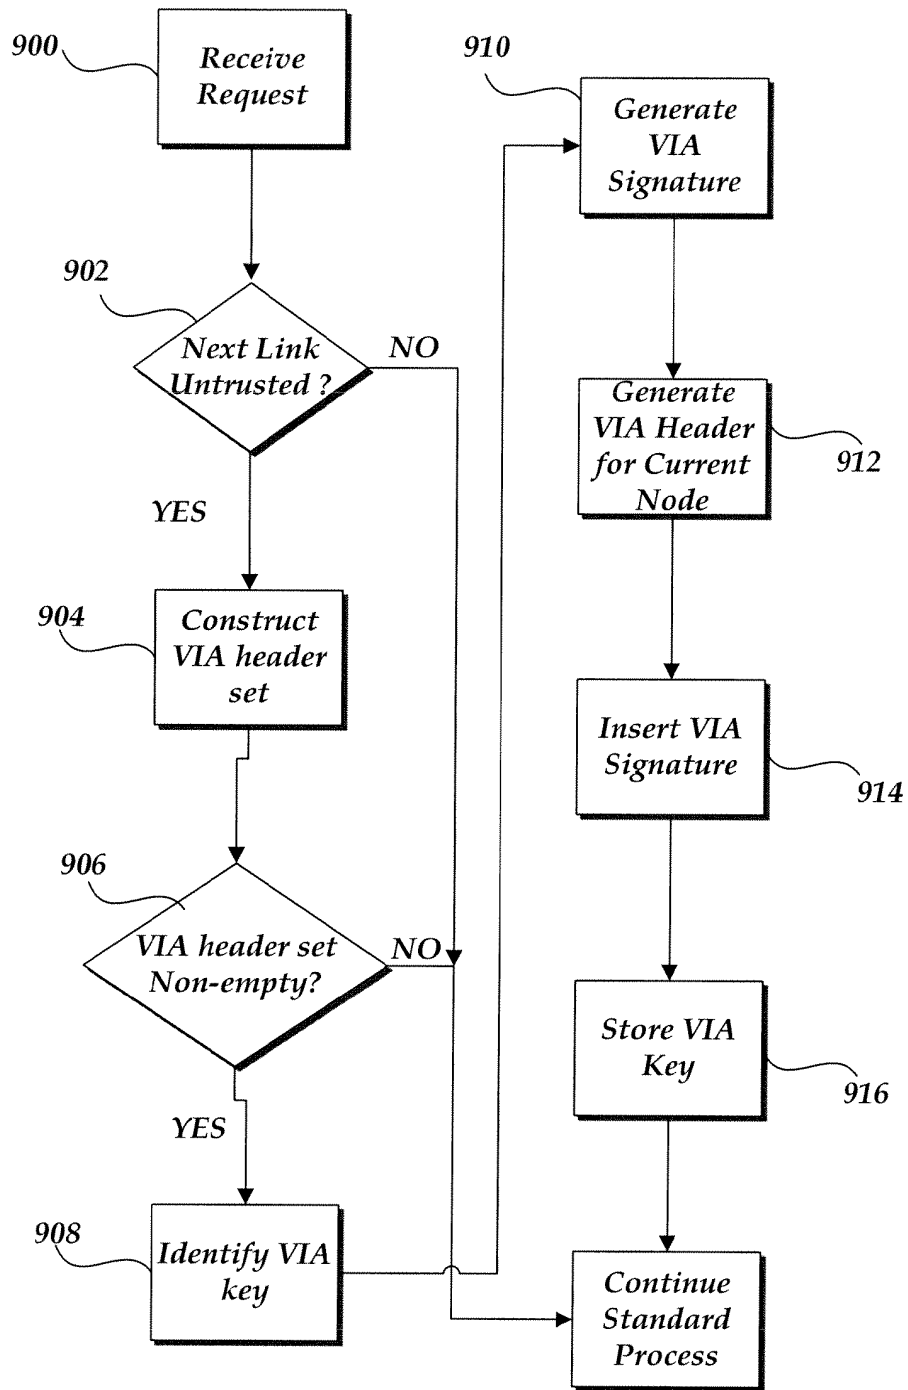 900
Receive
Request
902
Next Link
Untrusted ?
NO
YES
904
Construct
VIA header
set
906
VIA header set
Non-empty?
NO
YES
908
Identify VIA
key
910
Generate
VIA
Signature
Generate
VIA Header
for Current
Node
912
Insert VIA
Signature
914
Store VIA
Key
916
Continue
Standard
Process